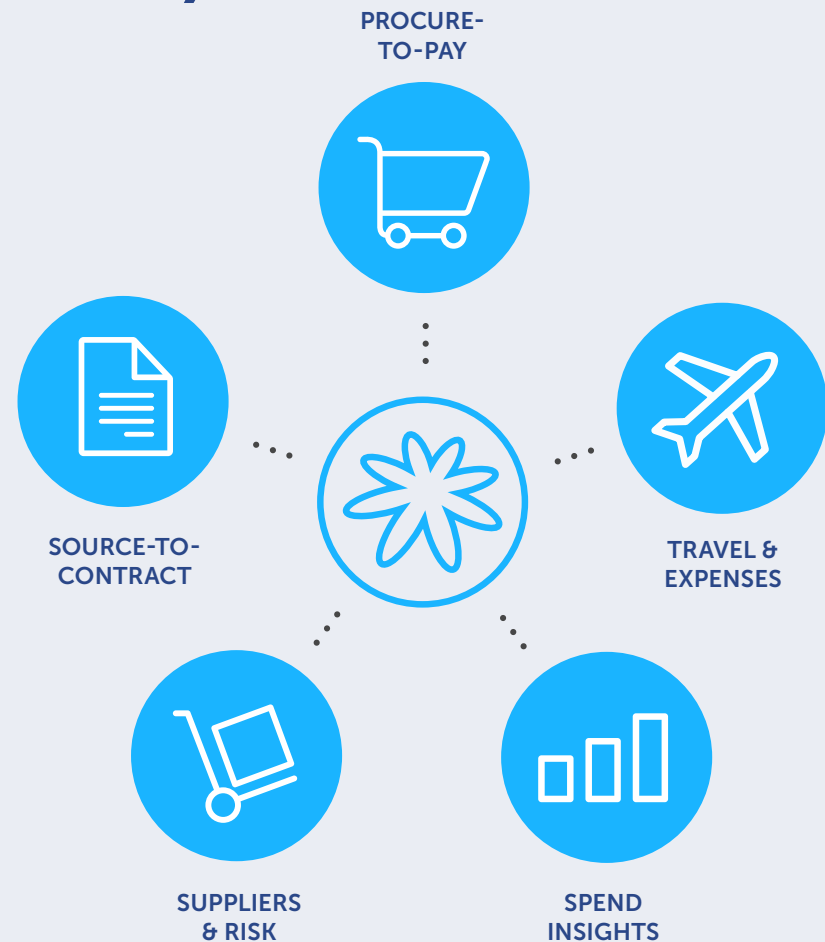 PROCURE-
TO-PAY
SOURCE-TO-
CONTRACT
TRAVEL &
EXPENSES
SUPPLIERS
& RISK
SPEND
INSIGHTS